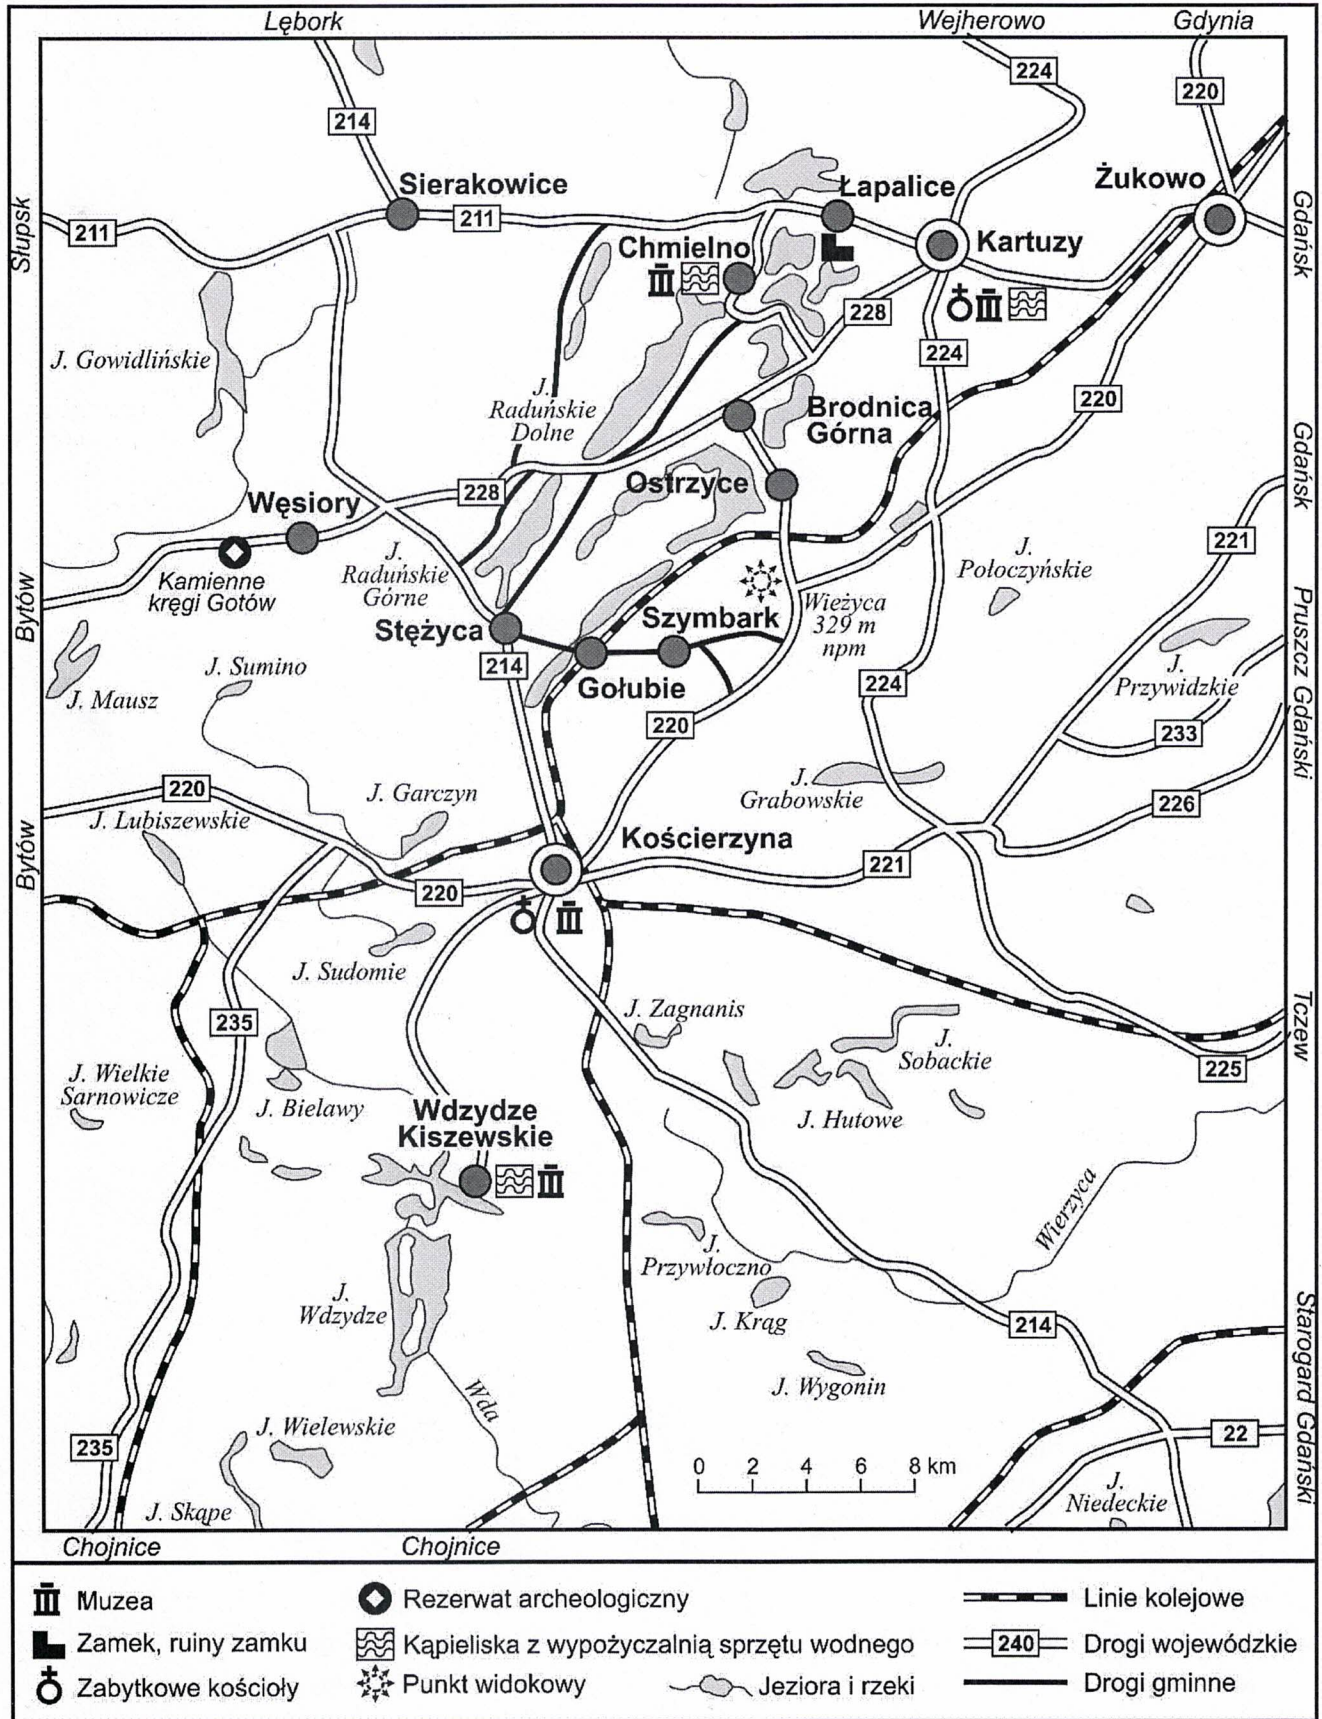 Lębork
Wejherowo
Gdynia
224
220
214
Sierakowice
Łapalice
Żukowo
Słupsk
211
211
Gdańsk
Chmielno
Kartuzy
228
J. Gowidlińskie
224
J.
Raduńskie
Dolne
220
Brodnica
Górna
Gdańsk
Węsiory
228
Ostrzyce
221
Kamienne
kręgi Gotów
J.
Raduńskie
Górne
J.
Połoczyńskie
Bytów
Wieżyca
329 m
npm
Stężyca
Szymbark
Pruszcz Gdański
J. Sumino
214
J. Mausz
Gołubie
224
J.
Przywidzkie
220
233
220
J. Garczyn
J.
Grabowskie
226
J. Lubiszewskie
Kościerzyna
Bytów
220
221
J. Sudomie
235
J. Zagnanis
J.
Sobackie
Tczew
225
J. Wielkie
Sarnowicze
J. Bielawy
Wdzydze
Kiszewskie
J. Hutowe
Wierzyca
J.
Przywłoczno
J.
Wdzydze
J. Krąg
214
Starogard Gdański
J. Wygonin
Wda
J. Wielewskie
235
22
0 2 4 6 8 km
J.
Niedeckie
J. Skąpe
Chojnice
Chojnice
Muzea
Rezerwat archeologiczny
Linie kolejowe
Zamek, ruiny zamku
Kąpieliska z wypożyczalnią sprzętu wodnego
240
Drogi wojewódzkie
Zabytkowe kościoły
Punkt widokowy
Jeziora i rzeki
Drogi gminne